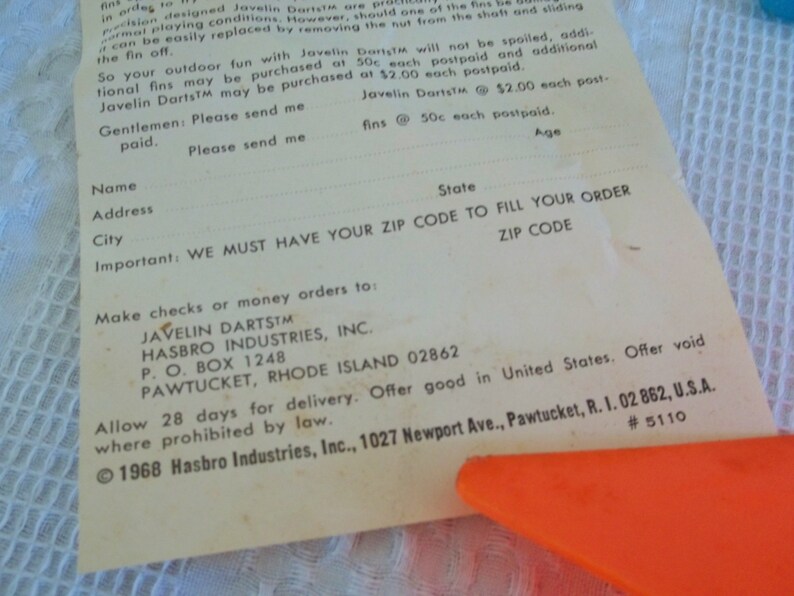 in order to
precision designed Javelin Darts™ are
normal playing conditions. However, should one of the fins be
it can be easily replaced by removing the nut from the shaft and sliding
the fin off.
So your outdoor fun with Javelin Darts™ will not be spoiled, addi-
tional fins may be purchased at 50c each postpaid and additional
Javelin Darts™ may be purchased at $2.00 each postpaid.
Gentlemen: Please send me Javelin Darts™ @ $2.00 each post-
paid.
Please send me fins @ 50c each postpaid.
Name Age
Address
City State
Important: WE MUST HAVE YOUR ZIP CODE TO FILL YOUR ORDER
ZIP CODE
Make checks or money orders to:
JAVELIN DARTS™
HASBRO INDUSTRIES, INC.
P. O. BOX 1248
PAWTUCKET, RHODE ISLAND 02862
Allow 28 days for delivery. Offer good in United States. Offer void
where prohibited by law.
© 1968 Hasbro Industries, Inc., 1027 Newport Ave., Pawtucket, R. I. 02862, U.S.A.
# 5110